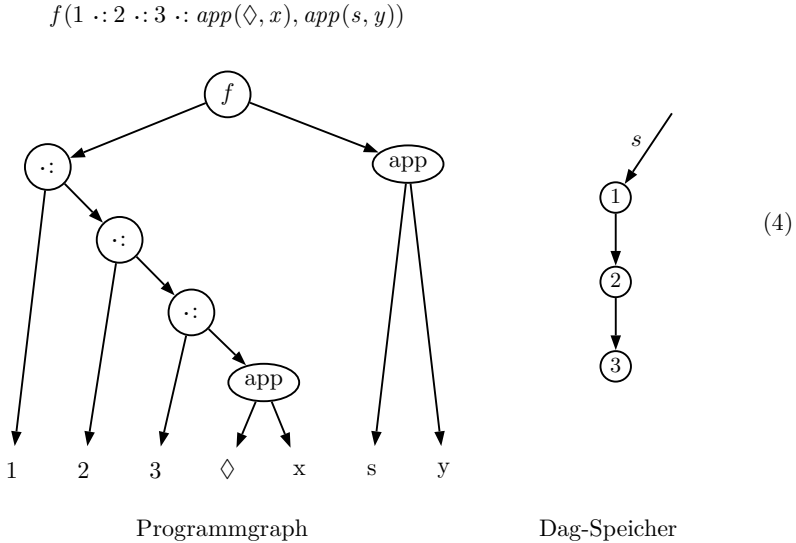 f(1 .: 2 .: 3 .: app(◊, x), app(s, y))
f
.:
app
s
1
(4)
.:
2
.:
3
app
1 2 3 ◊ x s y
Programmgraph Dag-Speicher